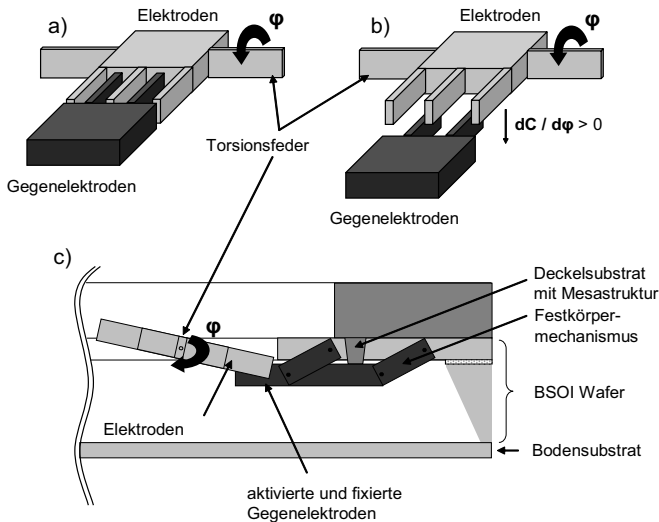 a)
Elektroden
φ
Gegenelektroden
Torsionsfeder
b)
Elektroden
φ
dC / dφ > 0
Gegenelektroden
c)
φ
Elektroden
Deckelsubstrat
mit Mesastruktur
Festkörper-
mechanismus
BSOI Wafer
Bodensubstrat
aktivierte und fixierte
Gegenelektroden